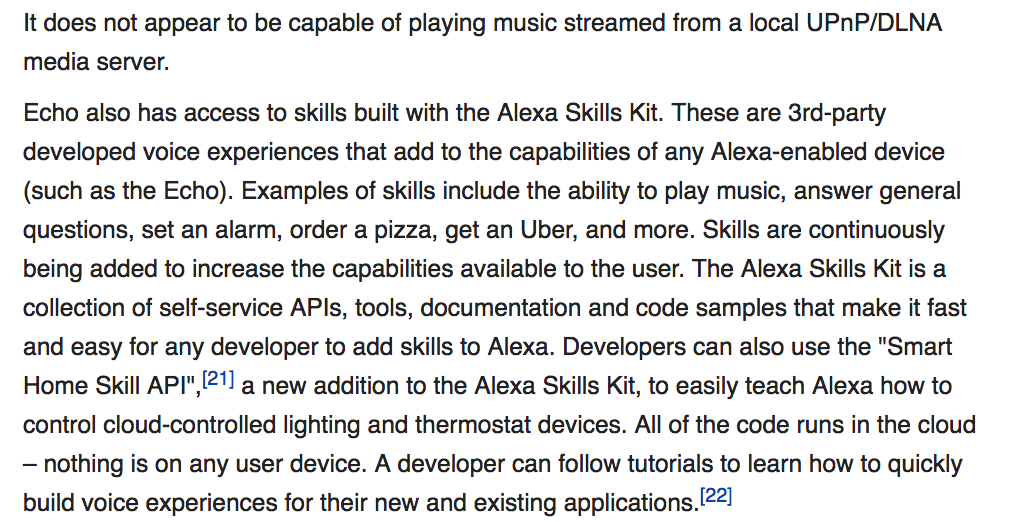 It does not appear to be capable of playing music streamed from a local UPnP/DLNA
media server.
Echo also has access to skills built with the Alexa Skills Kit. These are 3rd-party
developed voice experiences that add to the capabilities of any Alexa-enabled device
(such as the Echo). Examples of skills include the ability to play music, answer general
questions, set an alarm, order a pizza, get an Uber, and more. Skills are continuously
being added to increase the capabilities available to the user. The Alexa Skills Kit is a
collection of self-service APIs, tools, documentation and code samples that make it fast
and easy for any developer to add skills to Alexa. Developers can also use the "Smart
Home Skill API",[21] a new addition to the Alexa Skills Kit, to easily teach Alexa how to
control cloud-controlled lighting and thermostat devices. All of the code runs in the cloud
– nothing is on any user device. A developer can follow tutorials to learn how to quickly
build voice experiences for their new and existing applications.[22]